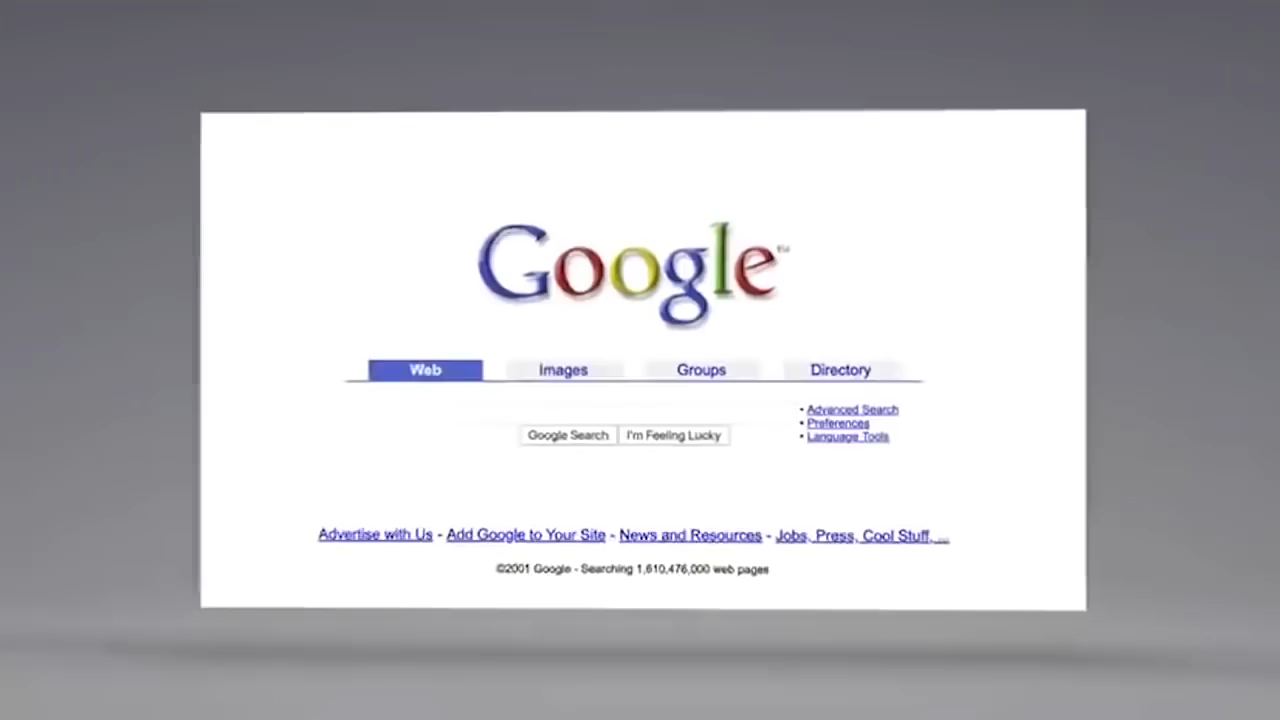 Google™
Web Images Groups Directory
• Advanced Search
• Preferences
• Language Tools
Google Search I'm Feeling Lucky
Advertise with Us - Add Google to Your Site - News and Resources - Jobs, Press, Cool Stuff, ...
©2001 Google - Searching 1,610,476,000 web pages